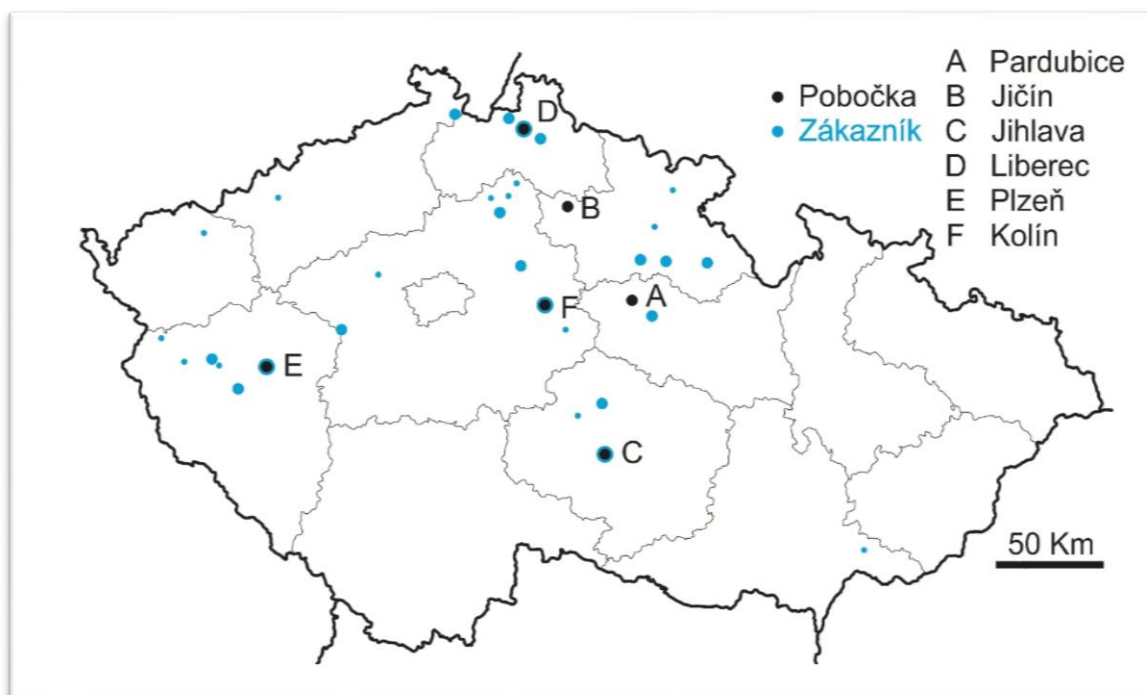 Pobočka
Zákazník
A Pardubice
B Jičín
C Jihlava
D Liberec
E Plzeň
F Kolín
D
B
A
F
E
C
50 Km